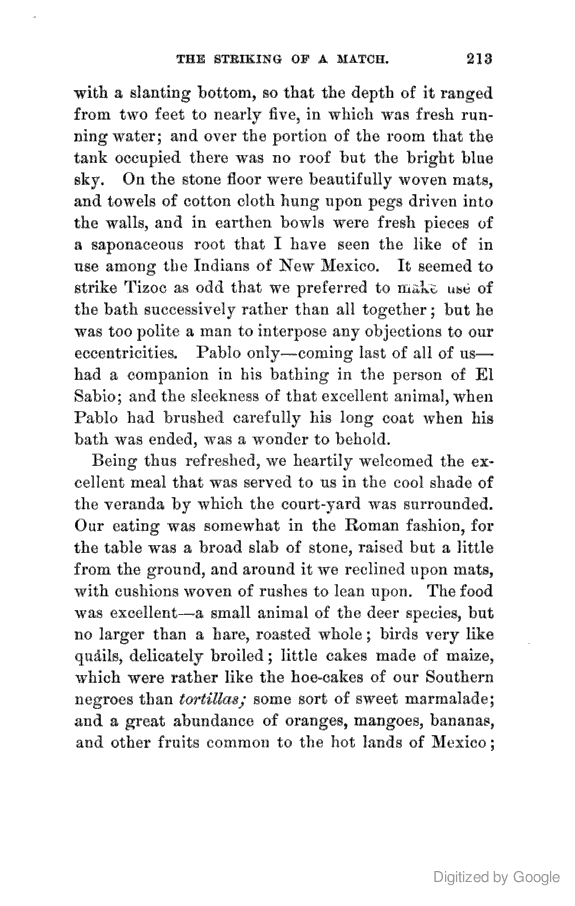 THE STRIKING OF A MATCH. 213
with a slanting bottom, so that the depth of it ranged
from two feet to nearly five, in which was fresh run-
ning water; and over the portion of the room that the
tank occupied there was no roof but the bright blue
sky. On the stone floor were beautifully woven mats,
and towels of cotton cloth hung upon pegs driven into
the walls, and in earthen bowls were fresh pieces of
a saponaceous root that I have seen the like of in
use among the Indians of New Mexico. It seemed to
strike Tizoc as odd that we preferred to make use of
the bath successively rather than all together; but he
was too polite a man to interpose any objections to our
eccentricities. Pablo only—coming last of all of us—
had a companion in his bathing in the person of El
Sabio; and the sleekness of that excellent animal, when
Pablo had brushed carefully his long coat when his
bath was ended, was a wonder to behold.
Being thus refreshed, we heartily welcomed the ex-
cellent meal that was served to us in the cool shade of
the veranda by which the court-yard was surrounded.
Our eating was somewhat in the Roman fashion, for
the table was a broad slab of stone, raised but a little
from the ground, and around it we reclined upon mats,
with cushions woven of rushes to lean upon. The food
was excellent—a small animal of the deer species, but
no larger than a hare, roasted whole; birds very like
quails, delicately broiled; little cakes made of maize,
which were rather like the hoe-cakes of our Southern
negroes than tortillas; some sort of sweet marmalade;
and a great abundance of oranges, mangoes, bananas,
and other fruits common to the hot lands of Mexico;
Digitized by Google